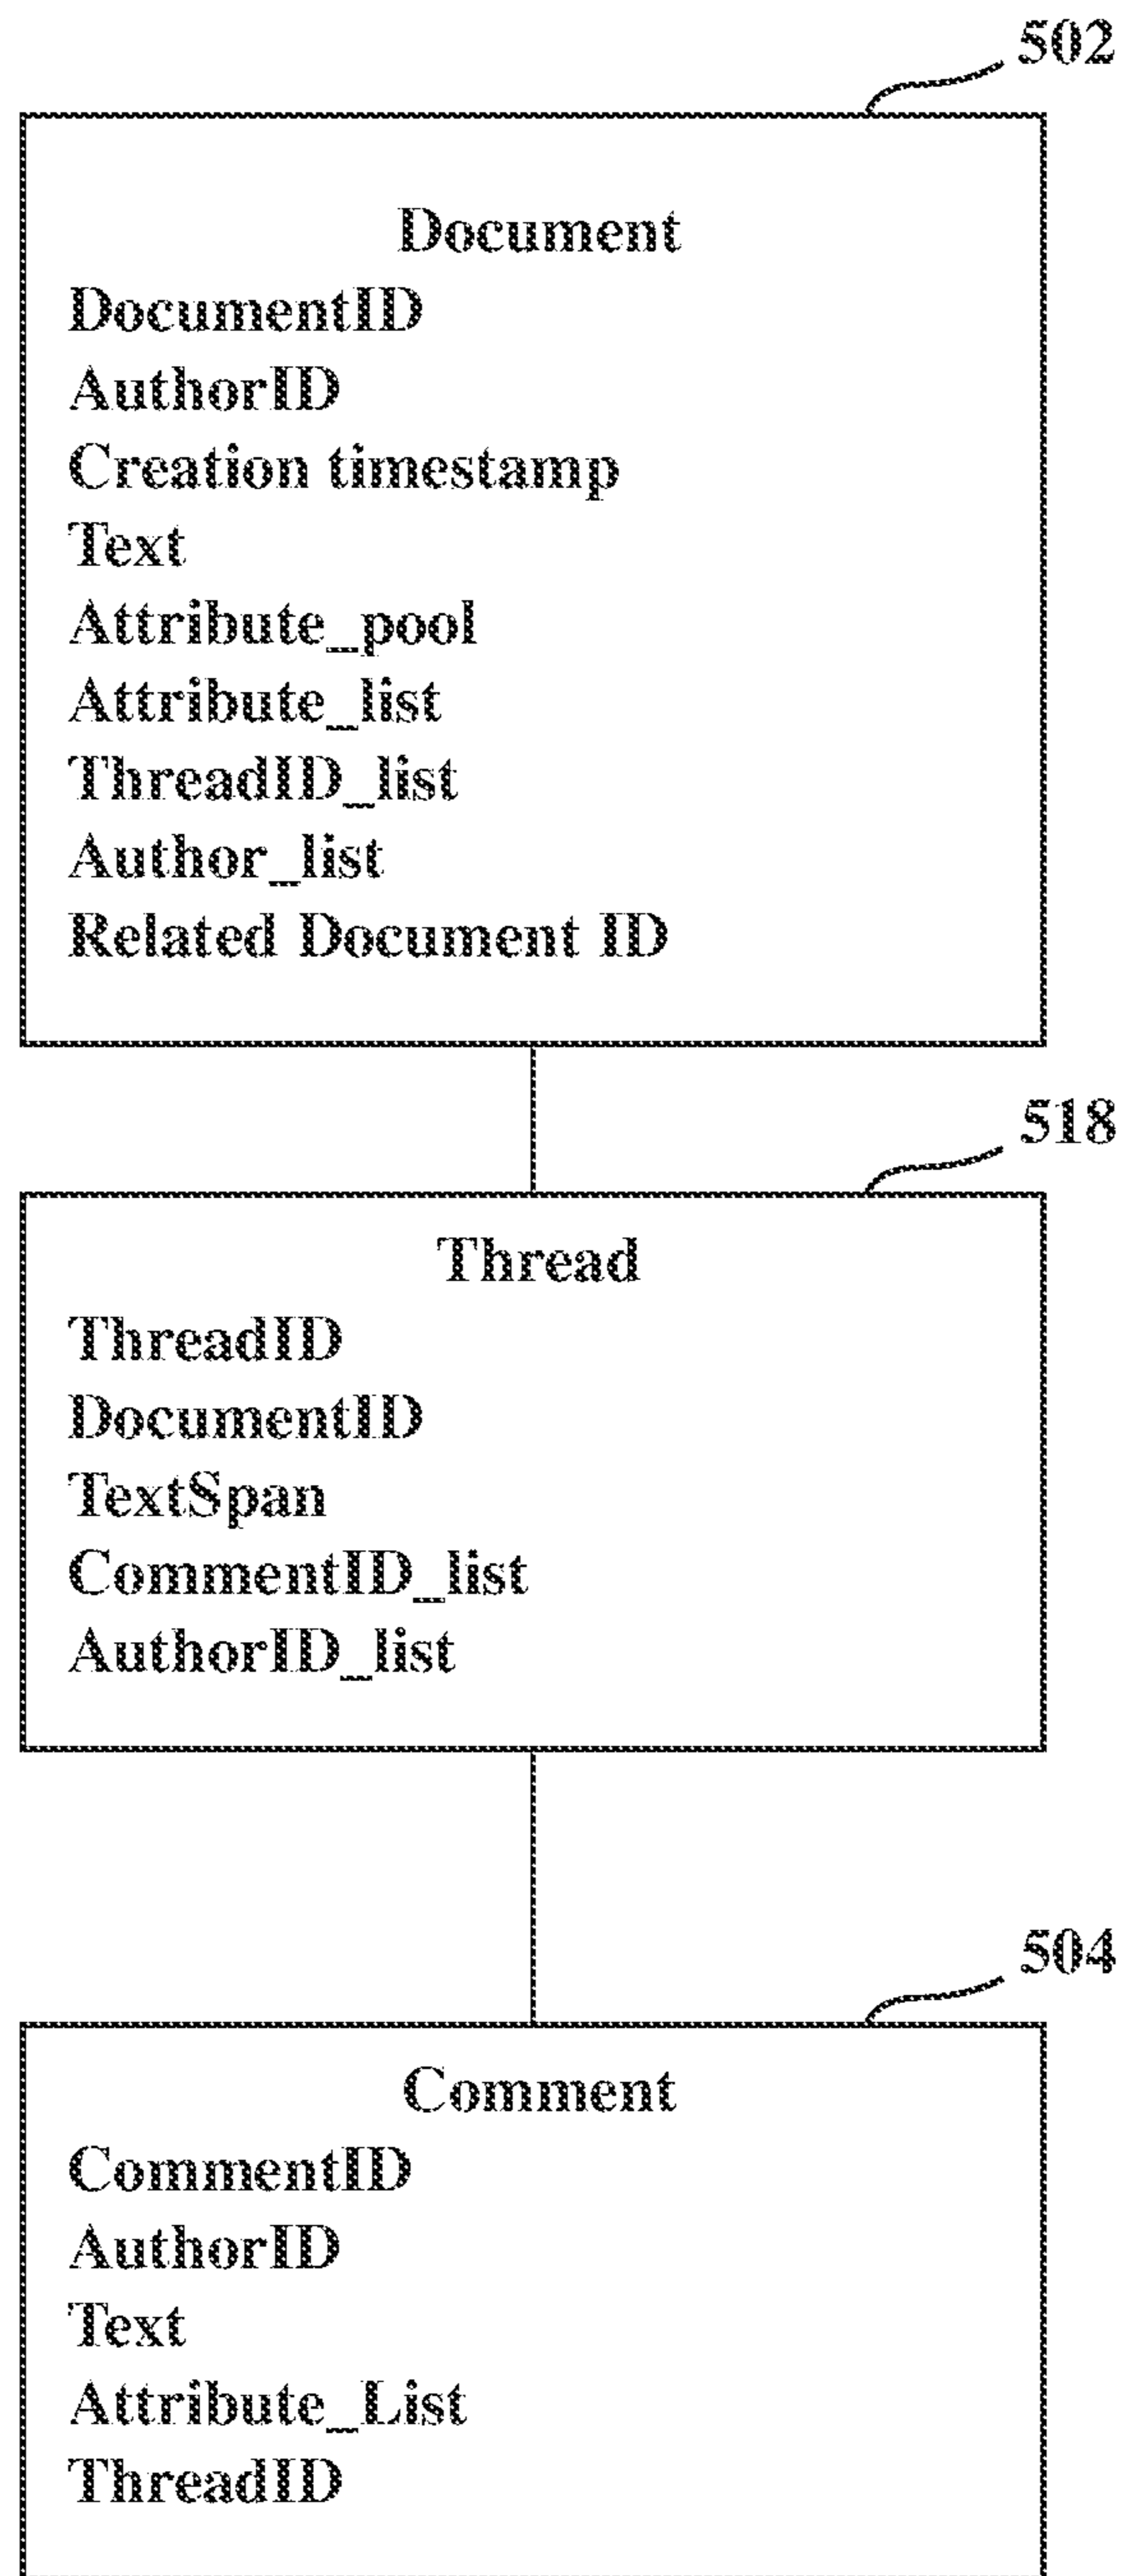 502
Document
DocumentID
AuthorID
Creation timestamp
Text
Attribute_pool
Attribute_list
ThreadID_list
Author_list
Related Document ID
518
Thread
ThreadID
DocumentID
TextSpan
CommentID_list
AuthorID_list
504
Comment
CommentID
AuthorID
Text
Attribute_List
ThreadID